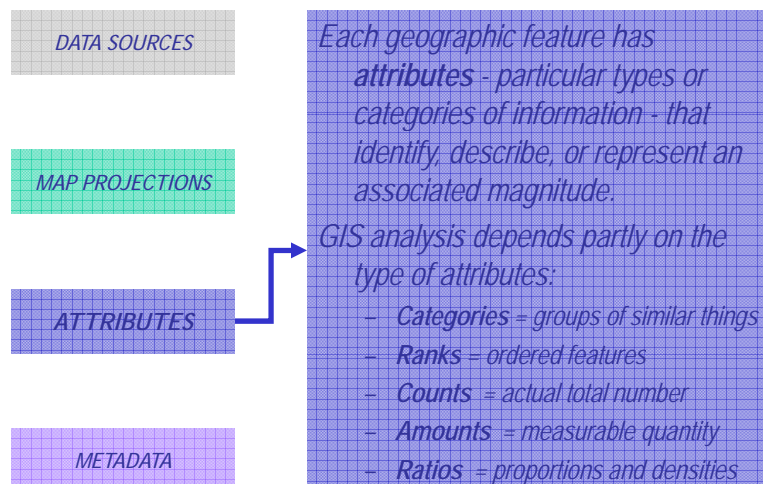 DATA SOURCES
MAP PROJECTIONS
ATTRIBUTES
METADATA
Each geographic feature has
attributes - particular types or
categories of information - that
identify, describe, or represent an
associated magnitude.
GIS analysis depends partly on the
type of attributes:
– Categories = groups of similar things
– Ranks = ordered features
– Counts = actual total number
– Amounts = measurable quantity
– Ratios = proportions and densities